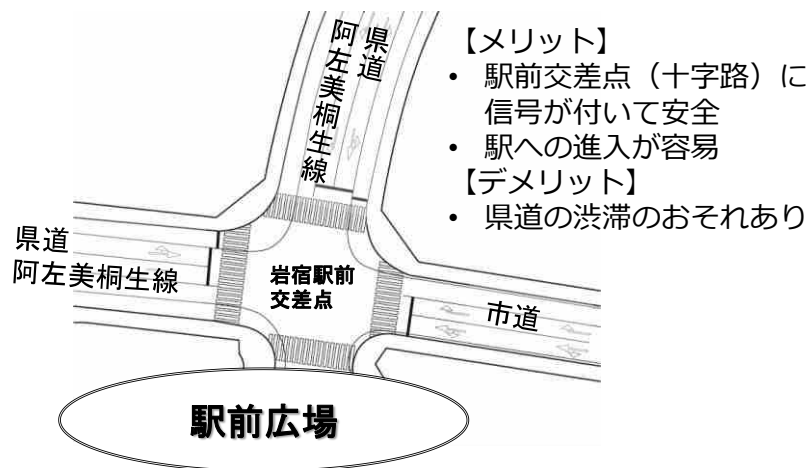 県道
阿左美桐生線
【メリット】
• 駅前交差点（十字路）に
信号が付いて安全
• 駅への進入が容易
【デメリット】
• 県道の渋滞のおそれあり
県道
阿左美桐生線
岩宿駅前
交差点
市道
駅前広場